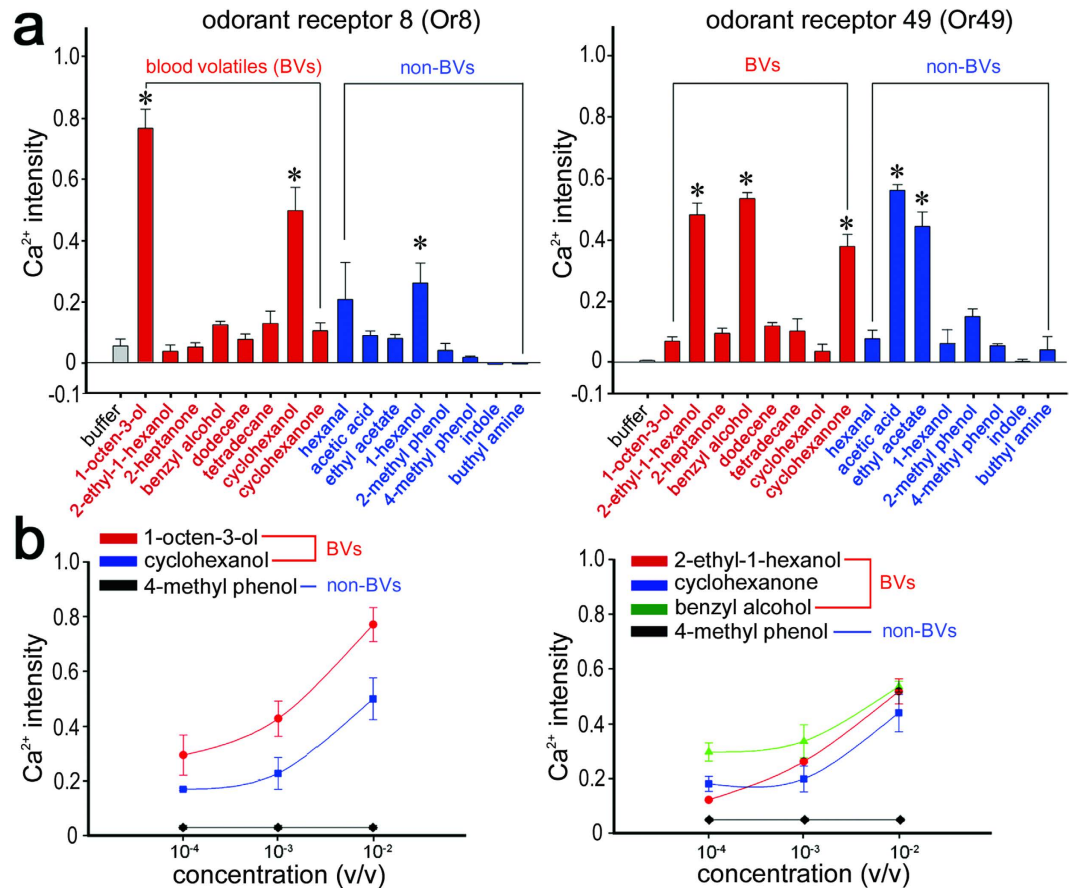 a
odorant receptor 8 (Or8)
1.0
0.8
0.6
0.4
0.2
0
-0.1
Ca2+ intensity
blood volatiles (BVs)
non-BVs
*
*
*
buffer
1-octen-3-ol
2-ethyl-1-hexanol
2-heptanone
benzyl alcohol
dodecene
tetradecane
cyclohexanol
cyclohexanone
hexanal
acetic acid
ethyl acetate
1-hexanol
2-methyl phenol
4-methyl phenol
indole
buthyl amine
odorant receptor 49 (Or49)
1.0
0.8
0.6
0.4
0.2
0
-0.1
Ca2+ intensity
BVs
non-BVs
*
*
*
*
*
buffer
1-octen-3-ol
2-ethyl-1-hexanol
2-heptanone
benzyl alcohol
dodecene
tetradecane
cyclohexanol
cyclohexanone
hexanal
acetic acid
ethyl acetate
1-hexanol
2-methyl phenol
4-methyl phenol
indole
buthyl amine
b
1-octen-3-ol
cyclohexanol
BVs
4-methyl phenol
non-BVs
1.0
0.8
0.6
0.4
0.2
0
Ca2+ intensity
10-4
10-3
10-2
concentration (v/v)
2-ethyl-1-hexanol
cyclohexanone
benzyl alcohol
BVs
4-methyl phenol
non-BVs
1.0
0.8
0.6
0.4
0.2
0
Ca2+ intensity
10-4
10-3
10-2
concentration (v/v)